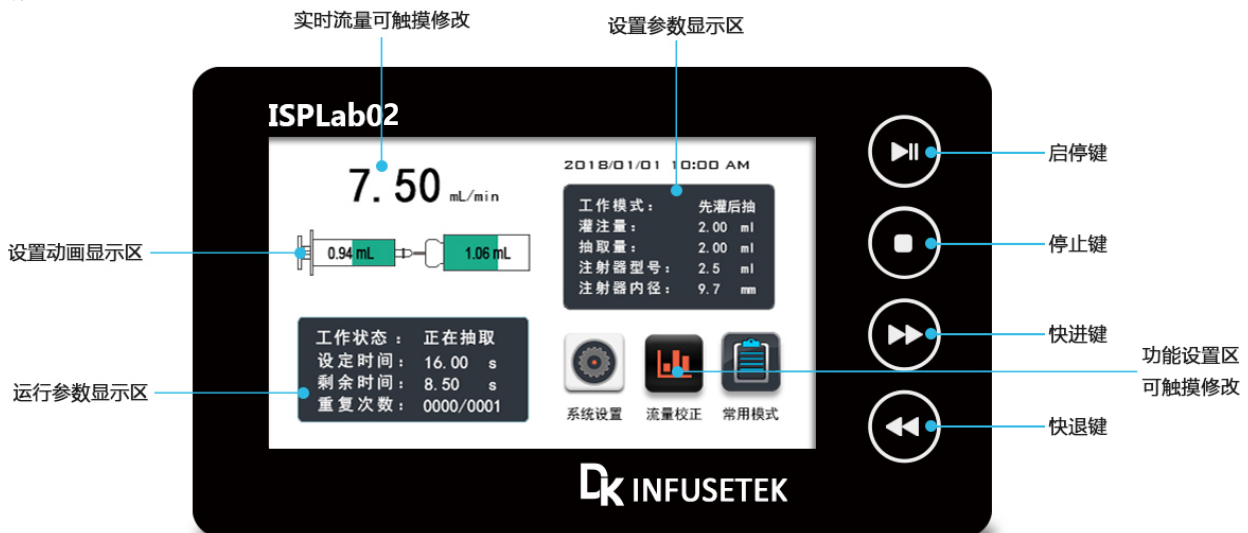 实时流量可触摸修改
设置参数显示区
ISPLab02
7.50 mL/min
2018/01/01 10:00 AM
工作模式： 先灌后抽
灌注量： 2.00 ml
抽取量： 2.00 ml
注射器型号： 2.5 ml
注射器内径： 9.7 mm
0.94 mL
1.06 mL
设置动画显示区
工作状态： 正在抽取
设定时间： 16.00 s
剩余时间： 8.50 s
重复次数： 0000/0001
运行参数显示区
系统设置
流量校正
常用模式
启停键
停止键
快进键
快退键
功能设置区
可触摸修改
DK INFUSETEK